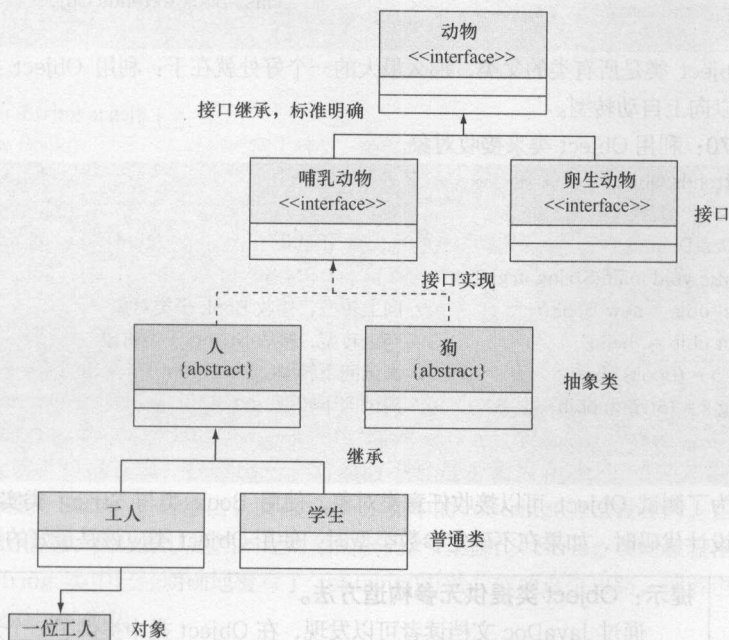 动物
<<interface>>
接口继承，标准明确
哺乳动物
<<interface>>
卵生动物
<<interface>>
接口
接口实现
人
{abstract}
狗
{abstract}
抽象类
继承
工人
学生
普通类
一位工人
对象